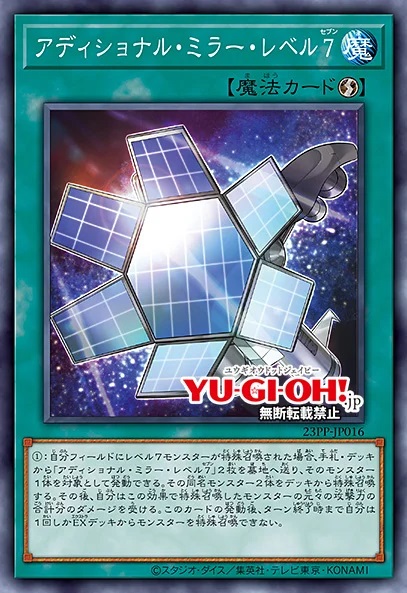 アディショナル・ミラー・レベル7
セブン
魔
【魔法カード】
まほう
ユウギオウドットジェイピー
YU-GI-OH!.jp
無断転載禁止
23PP-JP016
①:自分フィールドにレベル7モンスターが特殊召喚された場合、手札・デッキ
から「アディショナル・ミラー・レベル7」2枚を墓地へ送り、そのモンスター
1体を対象として発動できる。その同名モンスター2体をデッキから特殊召喚
する。その後、自分はこの効果で特殊召喚したモンスターの元々の攻撃力の
合計分のダメージを受ける。このカードの発動後、ターン終了時まで自分は
1回しかEXデッキからモンスターを特殊召喚できない。
©スタジオ・ダイス/集英社・テレビ東京・KONAMI